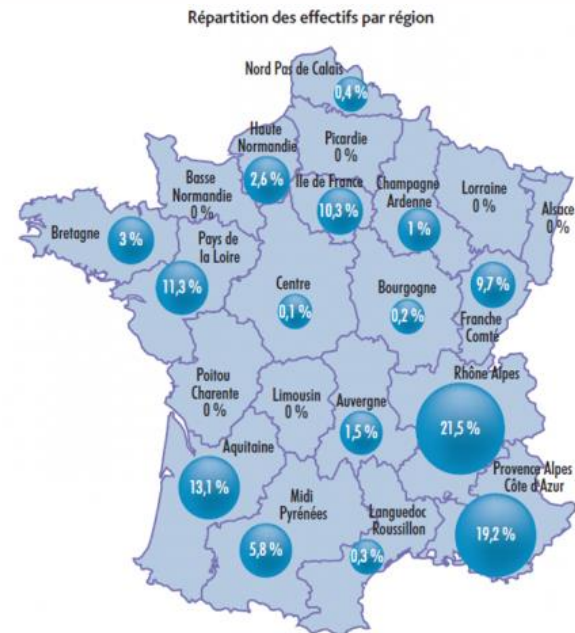 Répartition des effectifs par région
Nord Pas de Calais
0,4 %
Haute
Normandie
2,6 %
Picardie
0 %
Basse
Normandie
0 %
Ile de France
10,3 %
Champagne
Ardenne
1 %
Lorraine
0 %
Alsace
0 %
Bretagne
3 %
Pays de
la Loire
11,3 %
Centre
0,1 %
Bourgogne
0,2 %
9,7 %
Franche
Comté
Poitou
Charente
0 %
Limousin
0 %
Auvergne
1,5 %
Rhône Alpes
21,5 %
Aquitaine
13,1 %
Midi
Pyrénées
5,8 %
Languedoc
Roussillon
0,3 %
Provence Alpes
Côte d'Azur
19,2 %